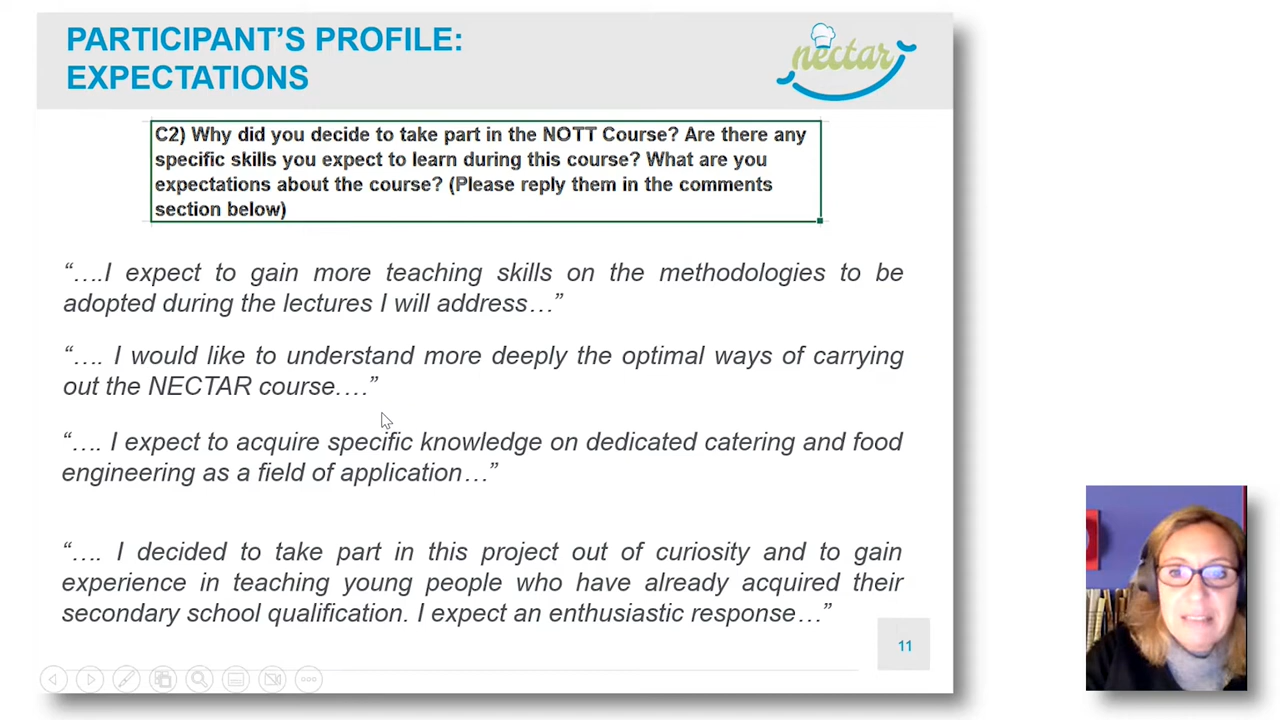 PARTICIPANT’S PROFILE:
EXPECTATIONS
nectar
C2) Why did you decide to take part in the NOTT Course? Are there any
specific skills you expect to learn during this course? What are you
expectations about the course? (Please reply them in the comments
section below)
“….I expect to gain more teaching skills on the methodologies to be
adopted during the lectures I will address…”
“…. I would like to understand more deeply the optimal ways of carrying
out the NECTAR course.…”
“…. I expect to acquire specific knowledge on dedicated catering and food
engineering as a field of application…”
“…. I decided to take part in this project out of curiosity and to gain
experience in teaching young people who have already acquired their
secondary school qualification. I expect an enthusiastic response…”
11